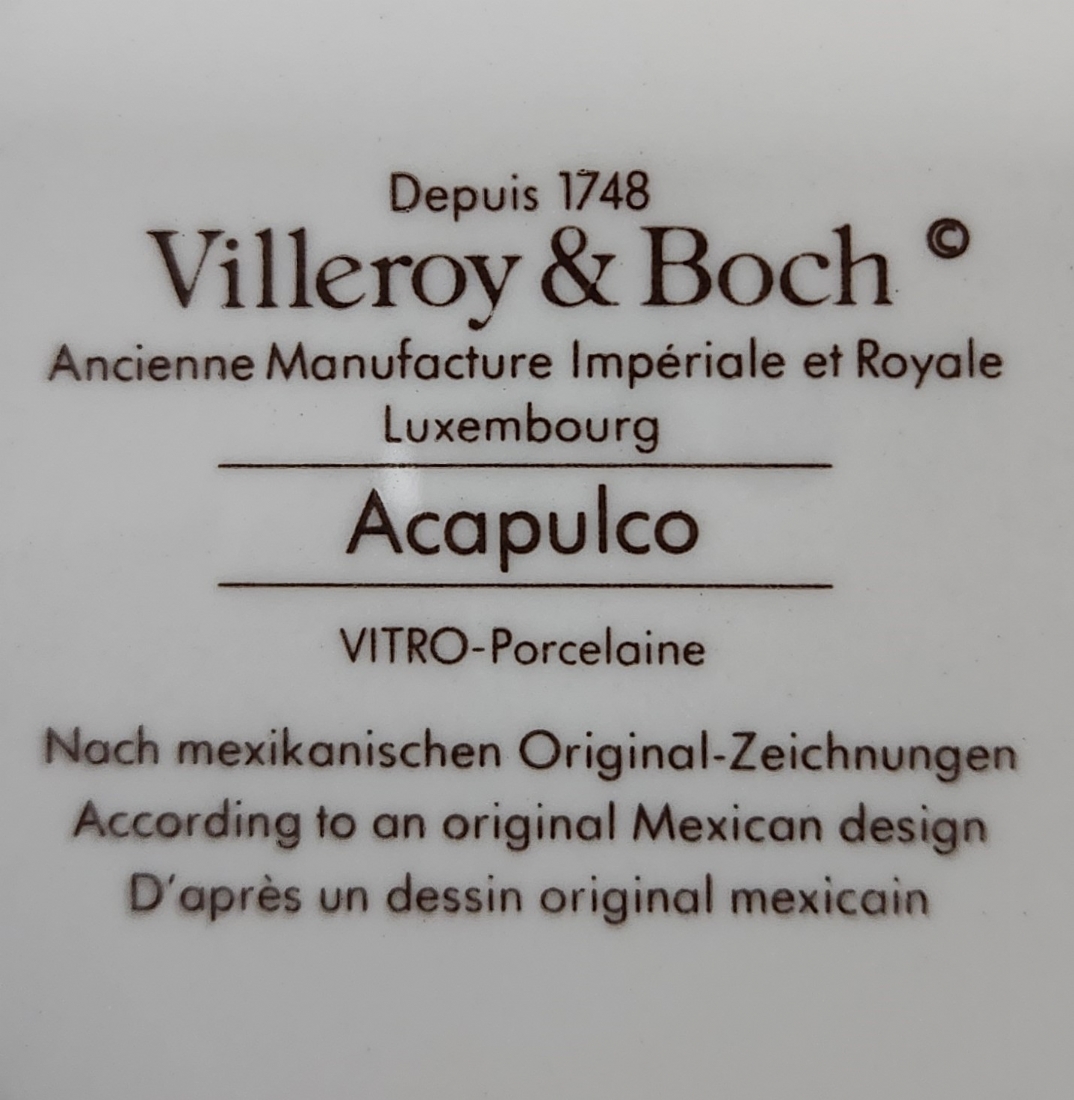 Depuis 1748
Villeroy & Boch ©
Ancienne Manufacture Impériale et Royale
Luxembourg
Acapulco
VITRO-Porcelaine
Nach mexikanischen Original-Zeichnungen
According to an original Mexican design
D'après un dessin original mexicain